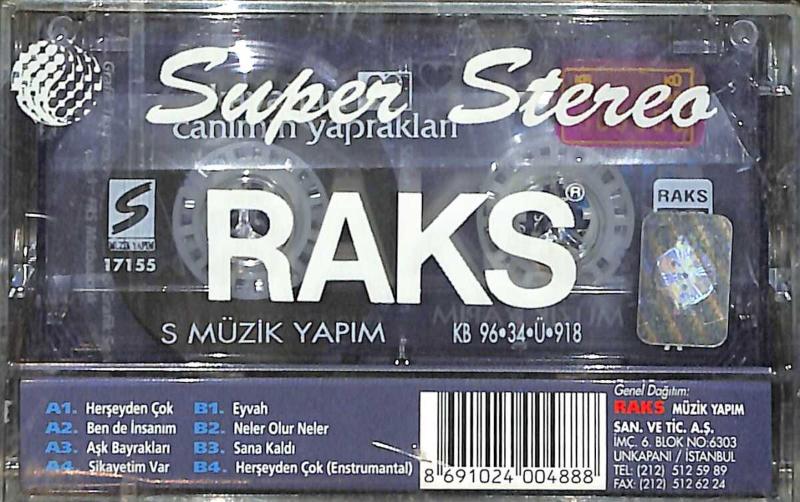 Super Stereo
canımın yaprakları
S
MÜZİK YAPIM
17155
RAKS®
RAKS
S MÜZİK YAPIM
KB 96•34•Ü•918
A1. Herşeyden Çok
A2. Ben de İnsanım
A3. Aşk Bayrakları
A4. Şikayetim Var
B1. Eyvah
B2. Neler Olur Neler
B3. Sana Kaldı
B4. Herşeyden Çok (Enstrumantal)
8 691024 004888
Genel Dağıtım:
RAKS MÜZİK YAPIM
SAN. VE TİC. A.Ş.
İMC. 6. BLOK NO:6303
UNKAPANI / İSTANBUL
TEL: (212) 512 59 89
FAX: (212) 512 62 24